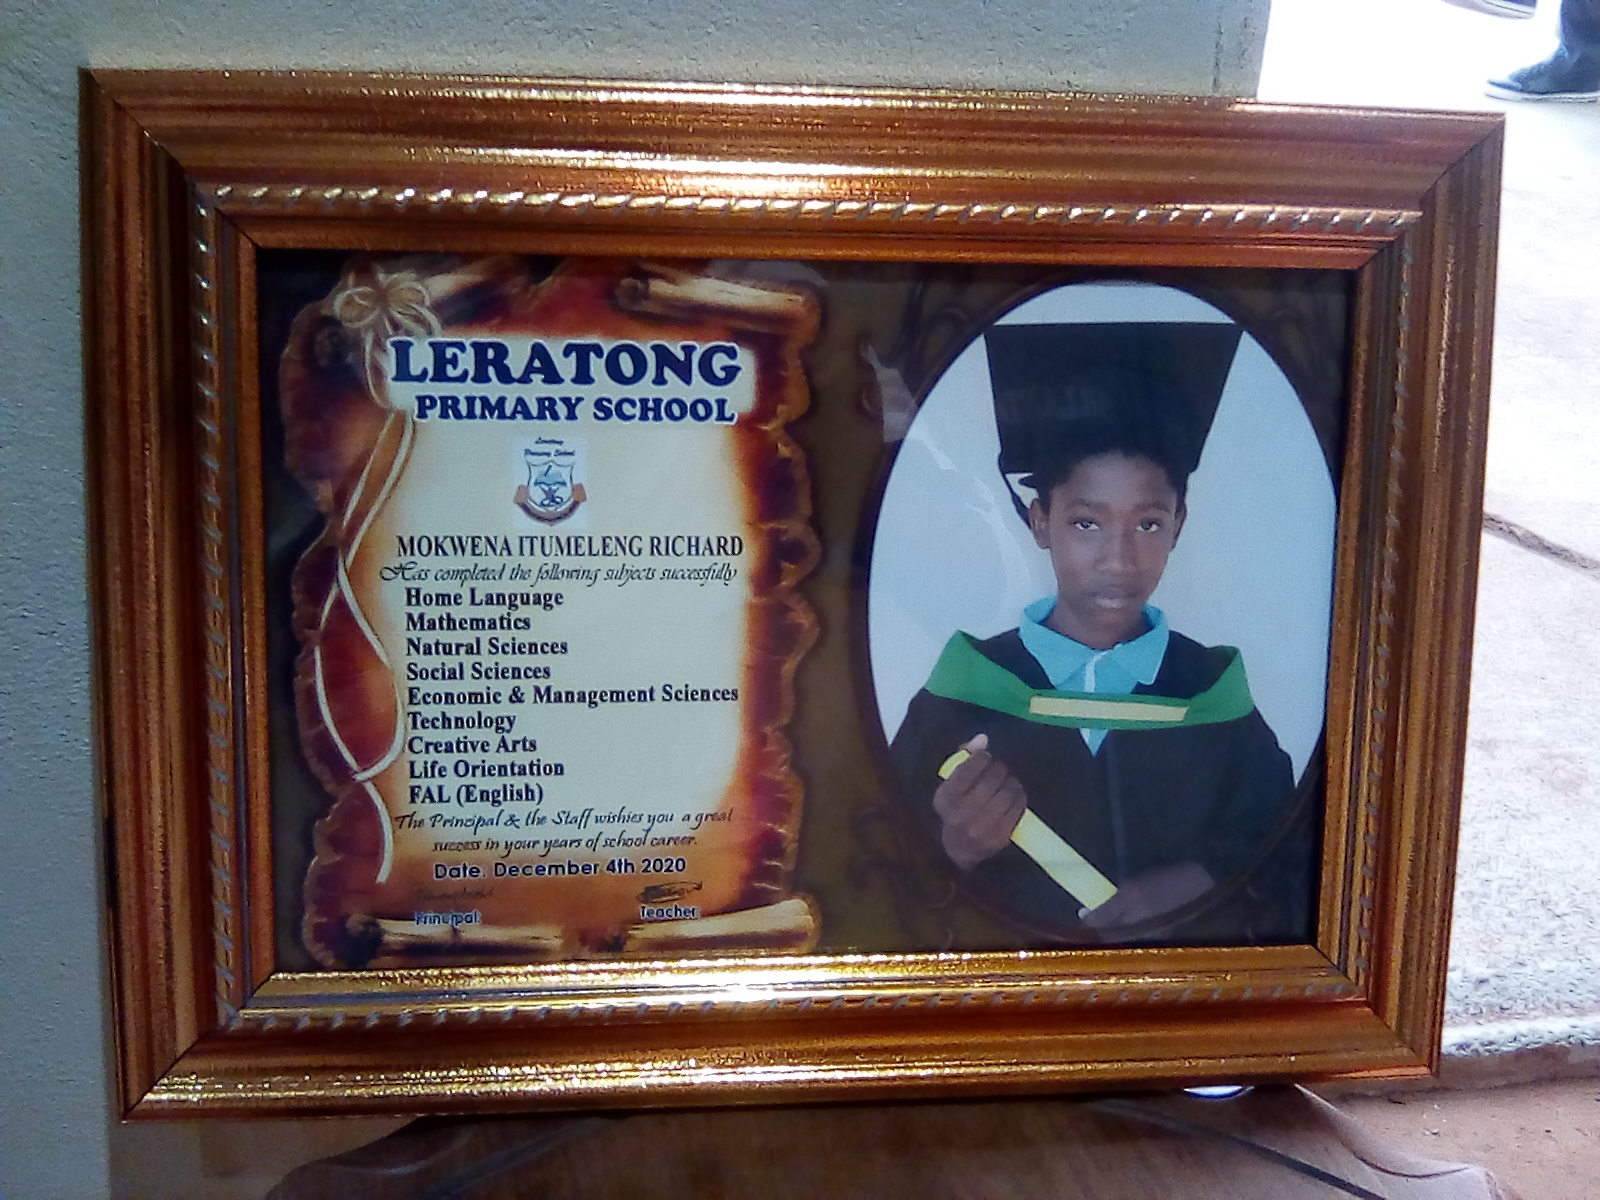 LERATONG
PRIMARY SCHOOL
Leratong
Primary School
MOKWENA ITUMELENG RICHARD
Has completed the following subjects successfully
Home Language
Mathematics
Natural Sciences
Social Sciences
Economic & Management Sciences
Technology
Creative Arts
Life Orientation
FAL (English)
The Principal & the Staff wishies you a great
success in your years of school career.
Date. December 4th 2020
Principal:
Teacher